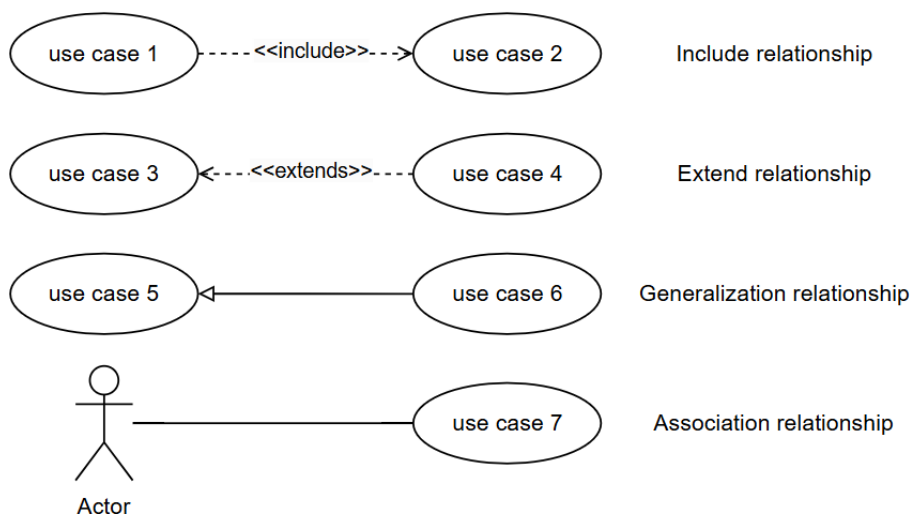 use case 1 <<include>> use case 2 Include relationship
use case 3 <<extends>> use case 4 Extend relationship
use case 5 use case 6 Generalization relationship
use case 7 Association relationship
Actor